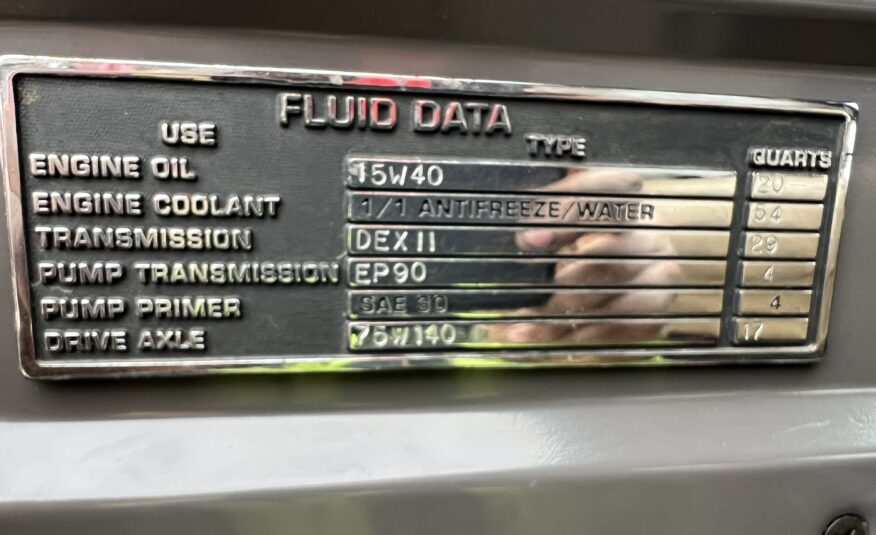 FLUID DATA
USE TYPE QUARTS
ENGINE OIL 15W40 20
ENGINE COOLANT 1/1 ANTIFREEZE/WATER 54
TRANSMISSION DEX II 29
PUMP TRANSMISSION EP90 4
PUMP PRIMER SAE 30 4
DRIVE AXLE 75W140 17